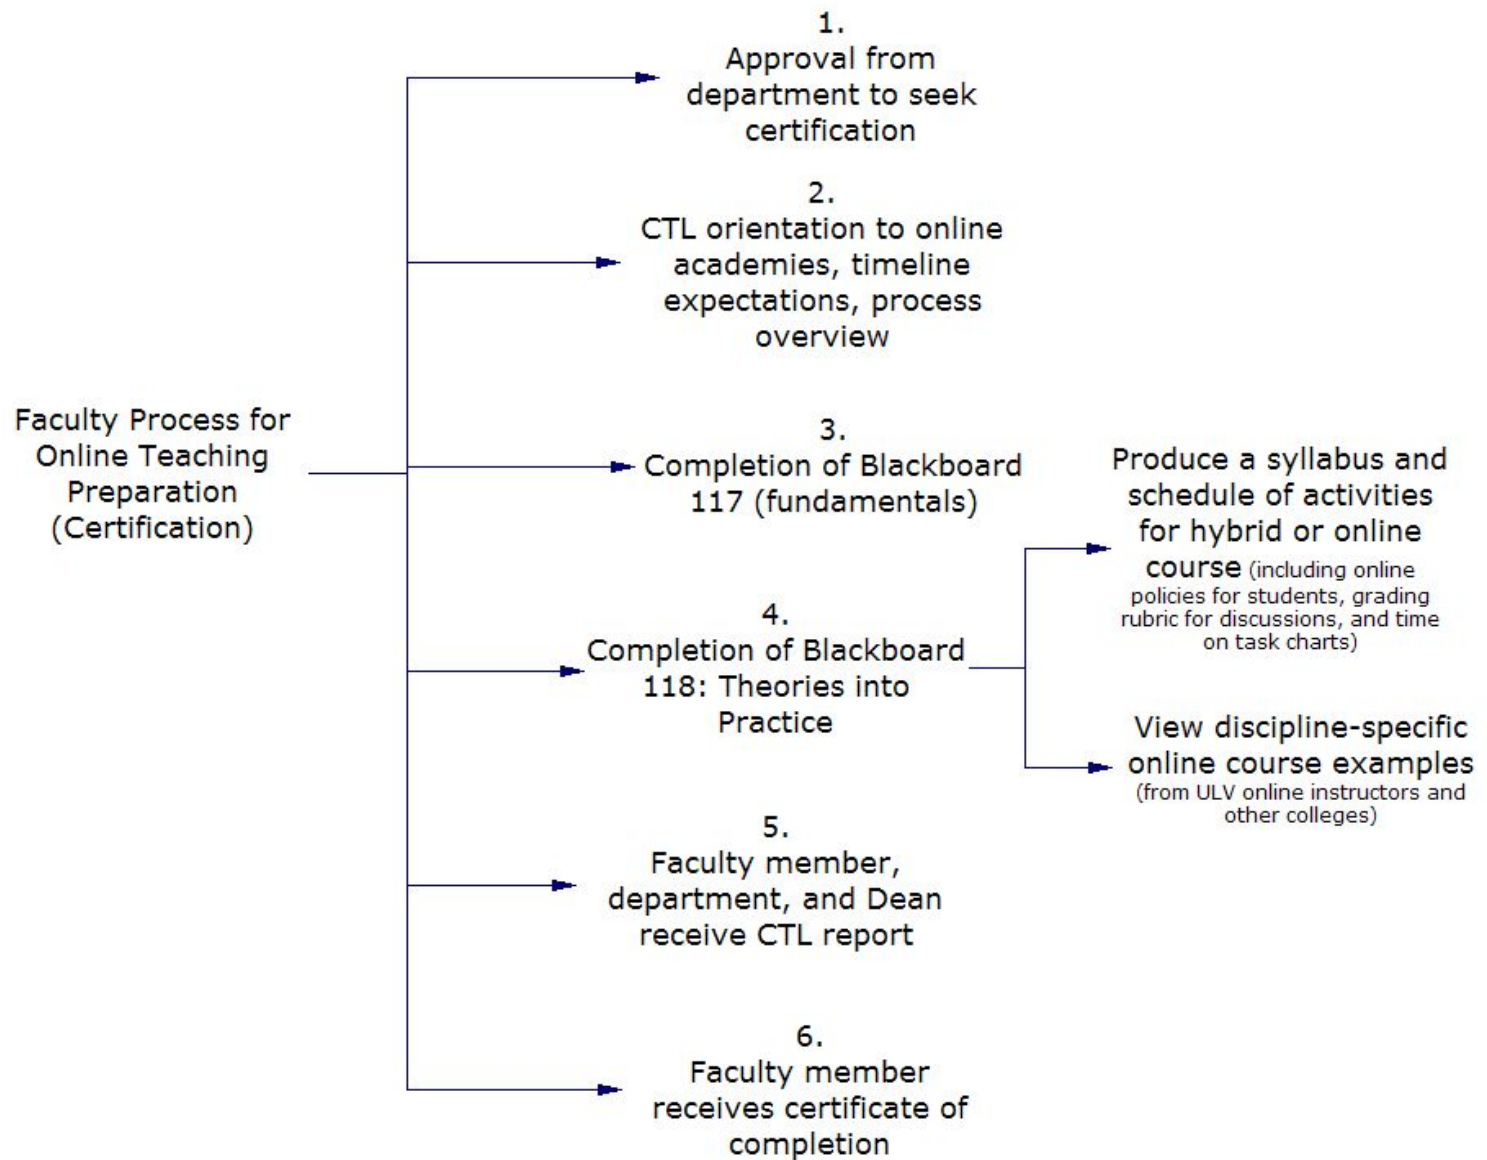 1.
Approval from
department to seek
certification
2.
CTL orientation to online
academies, timeline
expectations, process
overview
Faculty Process for
Online Teaching
Preparation
(Certification)
3.
Completion of Blackboard
117 (fundamentals)
4.
Completion of Blackboard
118: Theories into
Practice
Produce a syllabus and
schedule of activities
for hybrid or online
course (including online
policies for students, grading
rubric for discussions, and time
on task charts)
View discipline-specific
online course examples
(from ULV online instructors and
other colleges)
5.
Faculty member,
department, and Dean
receive CTL report
6.
Faculty member
receives certificate of
completion